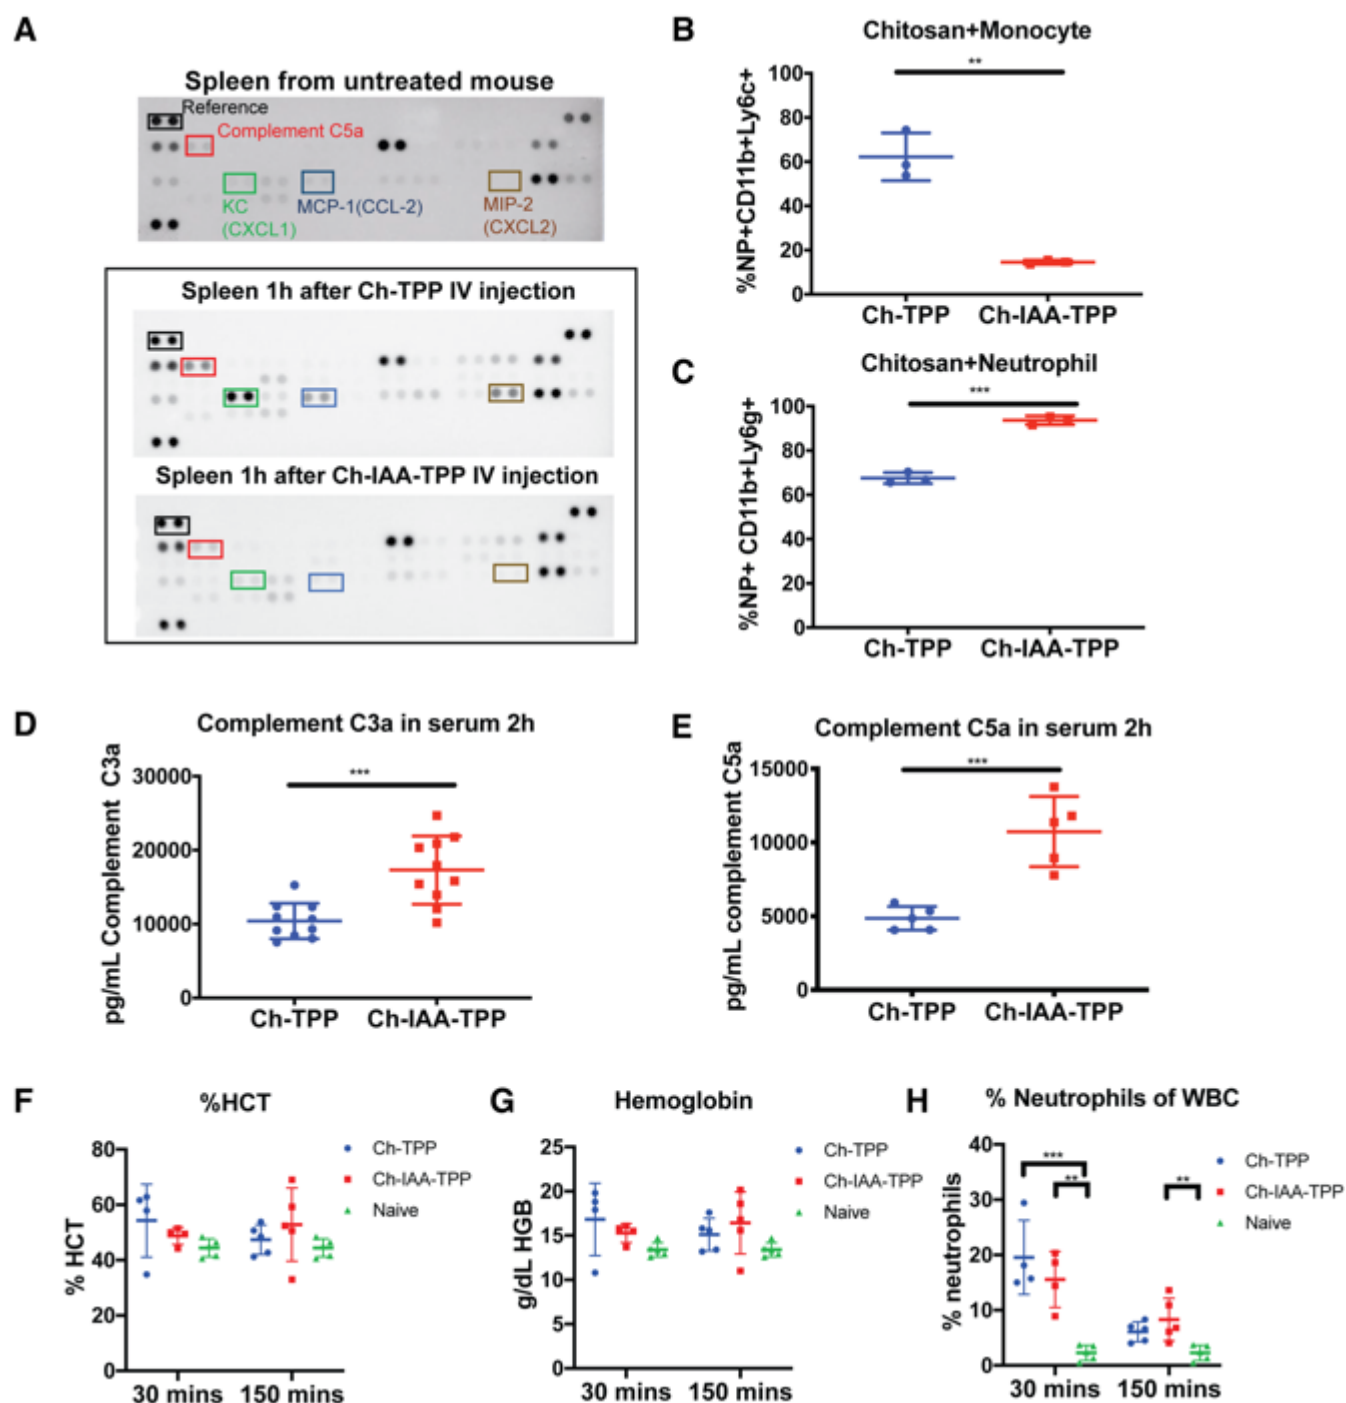 A
Spleen from untreated mouse
Reference
Complement C5a
KC
(CXCL1)
MCP-1(CCL-2)
MIP-2
(CXCL2)
Spleen 1h after Ch-TPP IV injection
Spleen 1h after Ch-IAA-TPP IV injection
B
Chitosan+Monocyte
**
%NP+CD11b+Ly6c+
100
80
60
40
20
0
Ch-TPP
Ch-IAA-TPP
C
Chitosan+Neutrophil
***
%NP+ CD11b+Ly6g+
100
80
60
40
20
0
Ch-TPP
Ch-IAA-TPP
D
Complement C3a in serum 2h
***
pg/mL Complement C3a
30000
20000
10000
0
Ch-TPP
Ch-IAA-TPP
E
Complement C5a in serum 2h
***
pg/mL complement C5a
15000
10000
5000
0
Ch-TPP
Ch-IAA-TPP
F
%HCT
% HCT
80
60
40
20
0
30 mins
150 mins
Ch-TPP
Ch-IAA-TPP
Naive
G
Hemoglobin
g/dL HGB
25
20
15
10
5
0
30 mins
150 mins
Ch-TPP
Ch-IAA-TPP
Naive
H
% Neutrophils of WBC
% neutrophils
40
30
20
10
0
***
**
**
30 mins
150 mins
Ch-TPP
Ch-IAA-TPP
Naive